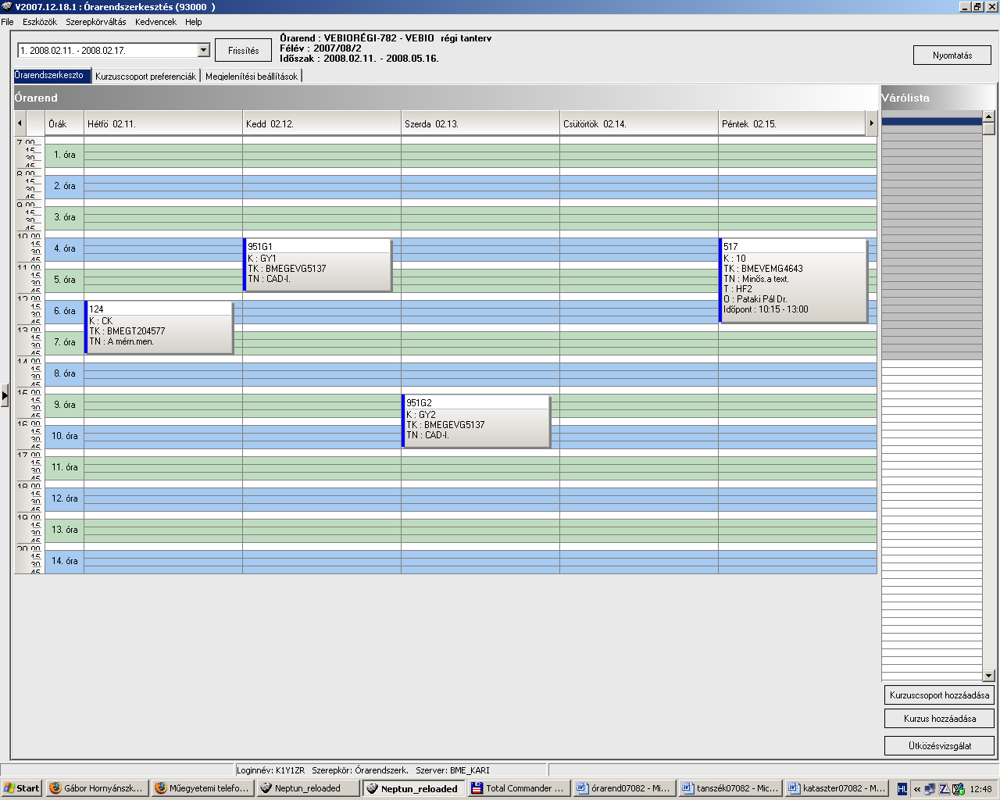 V2007.12.18.1 : Órarendszerkesztés (93000 )
File Eszközök Szerepkörváltás Kedvencek Help
1. 2008.02.11. - 2008.02.17.
Frissítés
Órarend : VEBIORÉGI-782 - VEBIO régi tanterv
Félév : 2007/08/2
Időszak : 2008.02.11. - 2008.05.16.
Nyomtatás
Órarendszerkeszto Kurzuscsoport preferenciák Megjelenítési beállítások
Órarend
Várólista
Órák Hétfő 02.11. Kedd 02.12. Szerda 02.13. Csütörtök 02.14. Péntek 02.15.
7 00
15
30
45
1. óra
8 00
15
30
45
2. óra
9 00
15
30
45
3. óra
10 00
15
30
45
4. óra
11 00
15
30
45
5. óra
12 00
15
30
45
6. óra
13 00
15
30
45
7. óra
14 00
15
30
45
8. óra
15 00
15
30
45
9. óra
16 00
15
30
45
10. óra
17 00
15
30
45
11. óra
18 00
15
30
45
12. óra
19 00
15
30
45
13. óra
20 00
15
30
45
14. óra
124
K : CK
TK : BMEGT204577
TN : A mérn.men.
951G1
K : GY1
TK : BMEGEVG5137
TN : CAD-I.
951G2
K : GY2
TK : BMEGEVG5137
TN : CAD-I.
517
K : 10
TK : BMEVEMG4643
TN : Minős.a text.
T : HF2
O : Pataki Pál Dr.
Időpont : 10:15 - 13:00
Kurzuscsoport hozzáadása
Kurzus hozzáadása
Ütközésvizsgálat
Loginnév: K1Y1ZR Szerepkör: Órarendszerk. Szerver: BME_KARI
Start Gábor Hornyánszk... Műegyetemi telefo... Neptun_reloaded Neptun_reloaded Total Commander ... órarend07082 - Mi... tanszék07082 - Mic... kataszter07082 - M... HU « 12:48